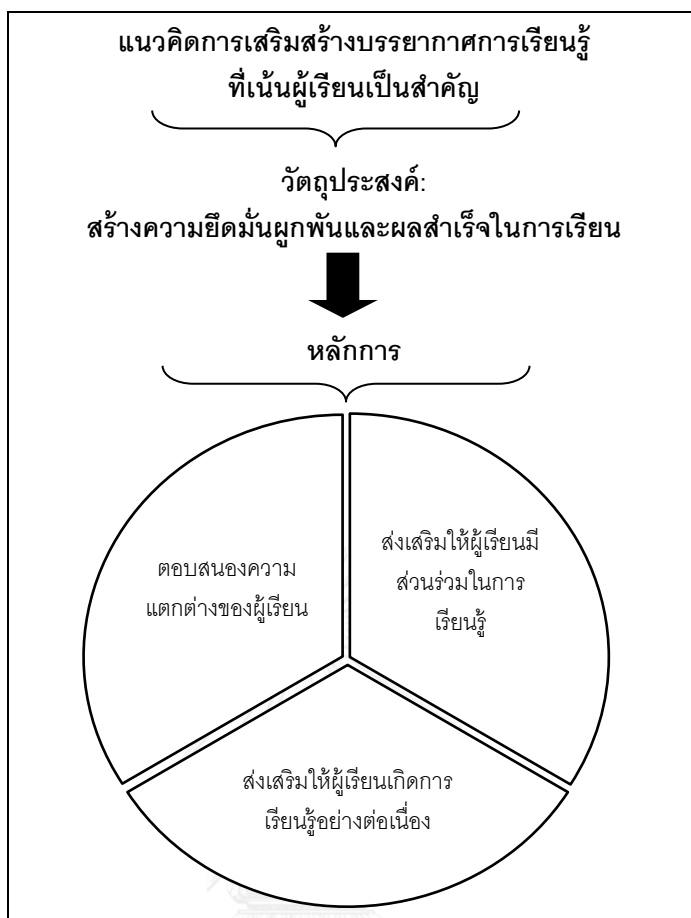 แนวคิดการเสริมสร้างบรรยากาศการเรียนรู้
ที่เน้นผู้เรียนเป็นสำคัญ
วัตถุประสงค์:
สร้างความยึดมั่นผูกพันและผลสำเร็จในการเรียน
หลักการ
ตอบสนองความ
แตกต่างของผู้เรียน
ส่งเสริมให้ผู้เรียนมี
ส่วนร่วมในการ
เรียนรู้
ส่งเสริมให้ผู้เรียนเกิดการ
เรียนรู้อย่างต่อเนื่อง